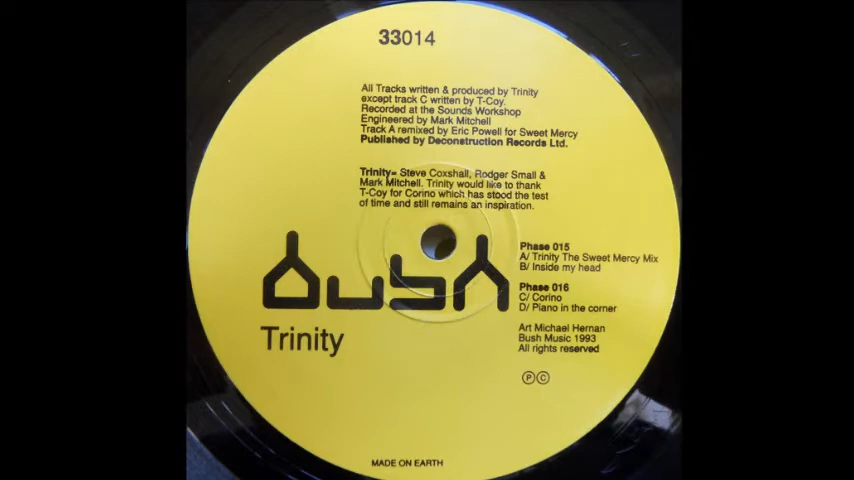 33014
All Tracks written & produced by Trinity
except track C written by T-Coy.
Recorded at the Sounds Workshop
Engineered by Mark Mitchell
Track A remixed by Eric Powell for Sweet Mercy
Published by Deconstruction Records Ltd.
Trinity= Steve Coxshall, Rodger Small &
Mark Mitchell. Trinity would like to thank
T-Coy for Corino which has stood the test
of time and still remains an inspiration.
bush
Trinity
Phase 015
A/ Trinity The Sweet Mercy Mix
B/ Inside my head
Phase 016
C/ Corino
D/ Piano in the corner
Art Michael Hernan
Bush Music 1993
All rights reserved
Ⓟ©
MADE ON EARTH